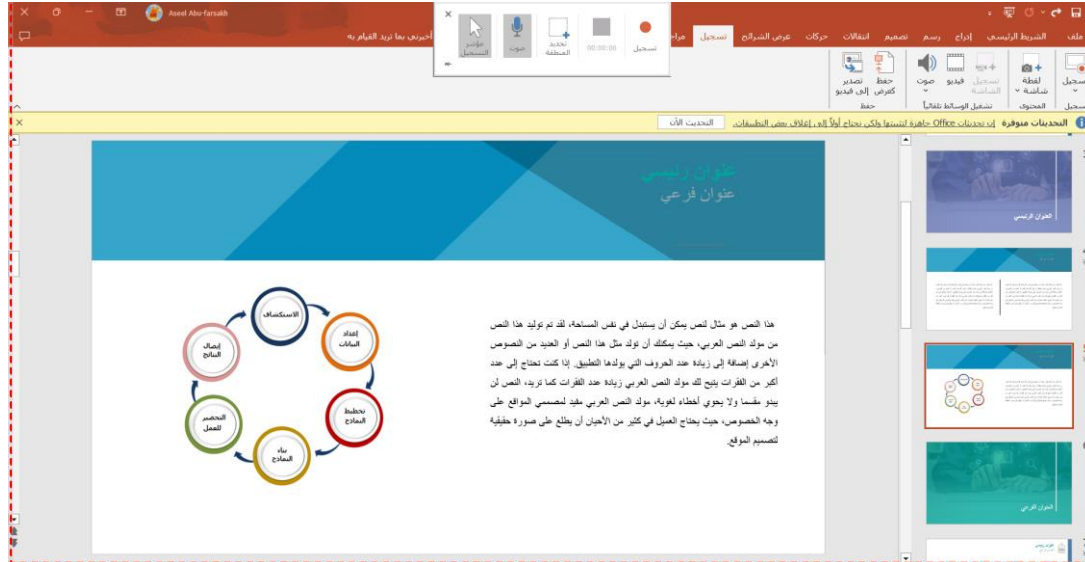 Aseel Abu-farsakh
ملف
الشريط الرئيسي
إدراج
رسم
تصميم
انتقالات
حركات
عرض الشرائح
تسجيل
أخبرني بما تريد القيام به
تسجيل
00:00:00
تحديد المنطقة
صوت
مؤشر التسجيل
لقطة شاشة
تسجيل الشاشة
فيديو
صوت
حفظ كعرض
تصدير إلى فيديو
تسجيل
المحتوى
تشغيل الوسائط تلقائياً
حفظ
التحديثات متوفرة
إن تحديثات Office جاهزة لتثبيتها ولكن نحتاج أولاً إلى إغلاق بعض التطبيقات.
التحديث الآن
عنوان رئيسي
عنوان فرعي
هذا النص هو مثال لنص يمكن أن يستبدل في نفس المساحة، لقد تم توليد هذا النص
من مولد النص العربي، حيث يمكنك أن تولد مثل هذا النص أو العديد من النصوص
الأخرى إضافة إلى زيادة عدد الحروف التي يولدها التطبيق. إذا كنت تحتاج إلى عدد
أكبر من الفقرات يتيح لك مولد النص العربي زيادة عدد الفقرات كما تريد، النص لن
يبدو مقسما ولا يحوي أخطاء لغوية، مولد النص العربي مفيد لمصممي المواقع على
وجه الخصوص، حيث يحتاج العميل في كثير من الأحيان أن يطلع على صورة حقيقية
لتصميم الموقع.
الاستكشاف
إعداد
البيانات
تخطيط
النماذج
بناء
النماذج
التحضير
للعمل
إيصال
النتائج
العنوان الرئيسي
العنوان الفرعي